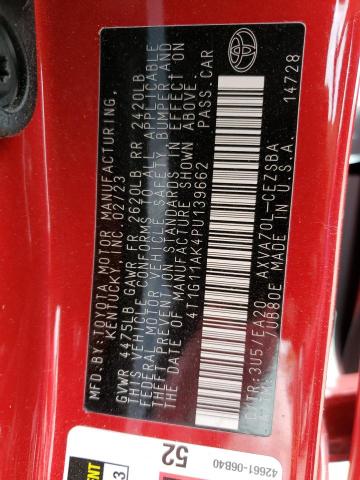 MFD.BY:TOYOTA MOTOR MANUFACTURING,
KENTUCKY, INC. 02/23
GVWR 4475LB GAWR FR 2620LB RR 2420LB
THIS VEHICLE CONFORMS TO ALL APPLICABLE
FEDERAL MOTOR VEHICLE SAFETY BUMPER AND
THEFT PREVENTION STANDARDS IN EFFECT ON
THE DATE OF MANUFACTURE SHOWN ABOVE.
4T1G11AK4PU139662 PASS.CAR
C/TR:3U5/EA20 AXVA70L-CEZSBA
/UB80E MADE IN U.S.A. 14728
42661-06B40
52